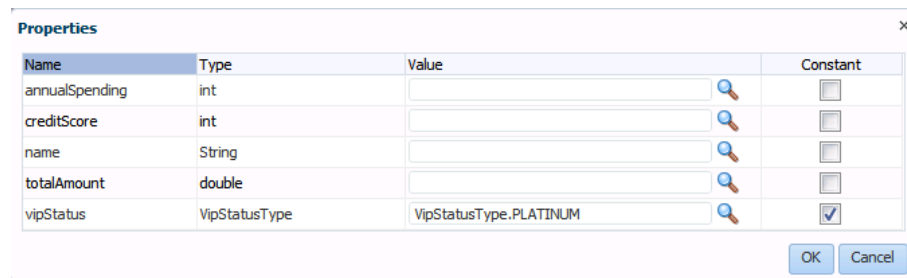 Properties
Name Type Value Constant
annualSpending int
creditScore int
name String
totalAmount double
vipStatus VipStatusType VipStatusType.PLATINUM
OK Cancel